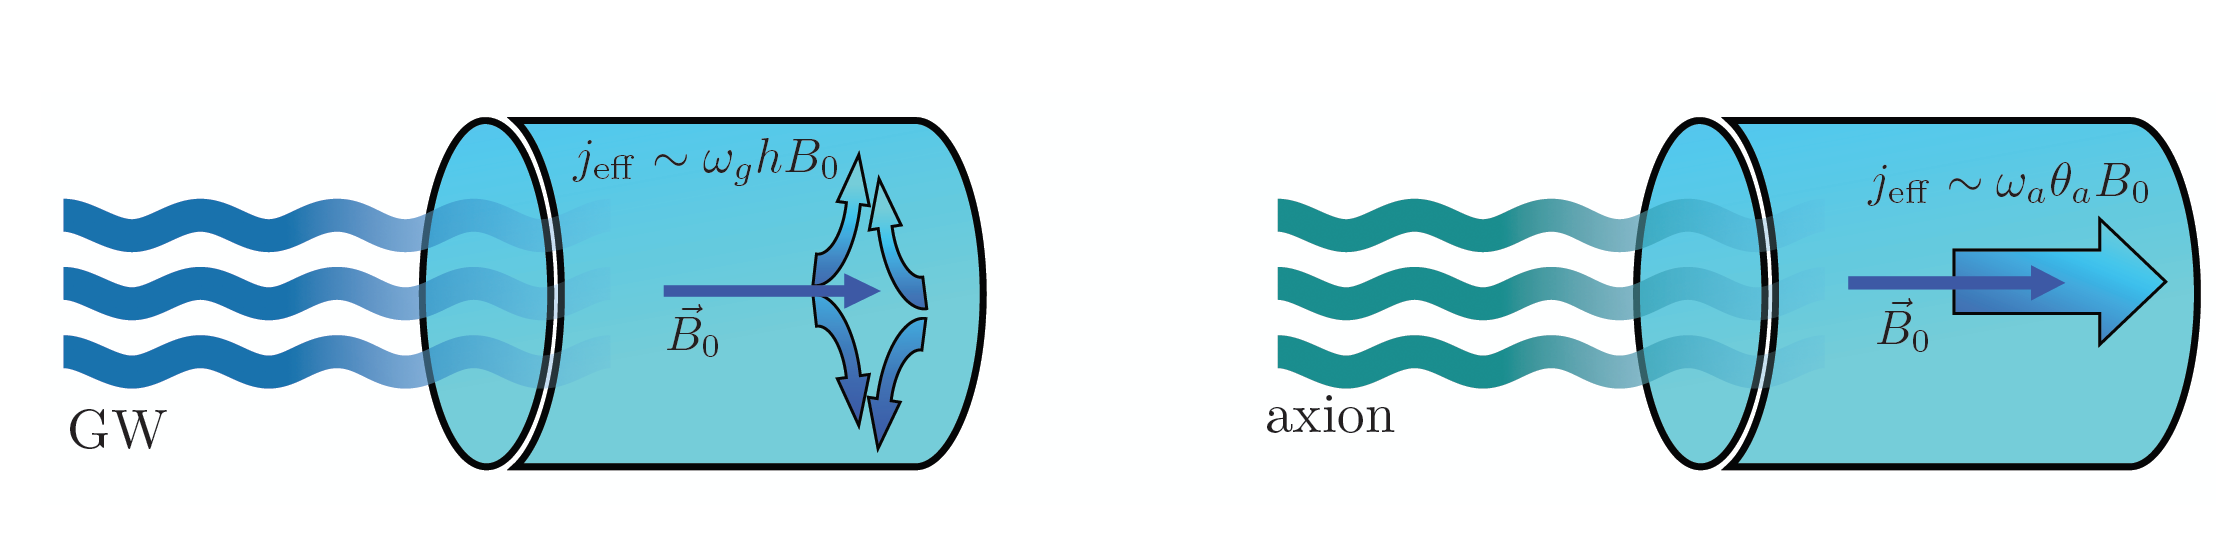 j_eff ∼ ω_g h B_0
B⃗_0
GW
j_eff ∼ ω_a θ_a B_0
B⃗_0
axion